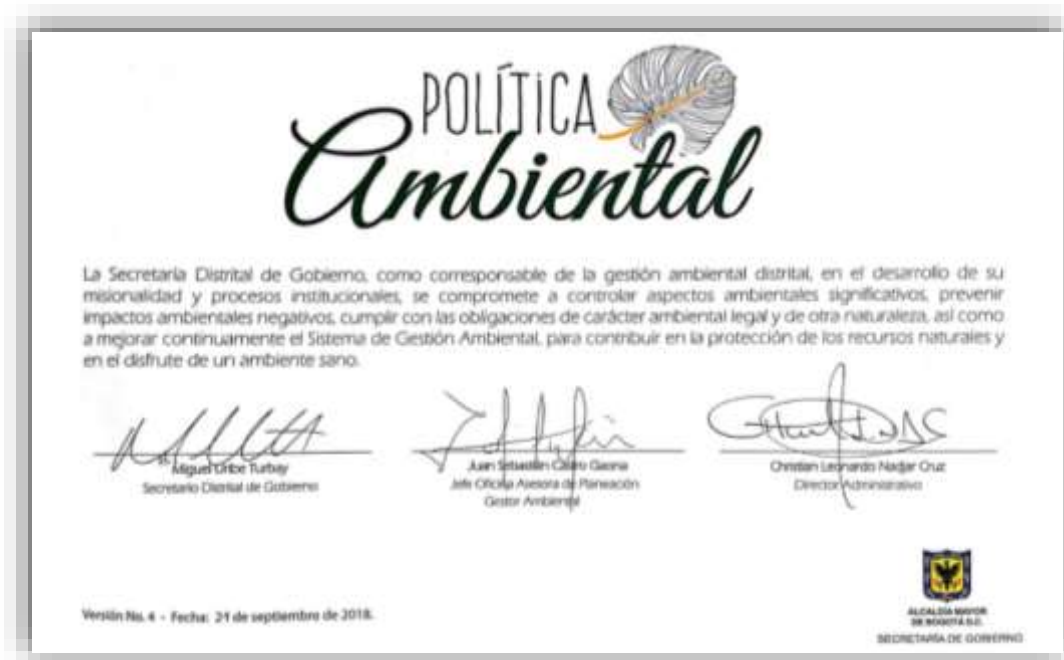 POLÍTICA
Ambiental
La Secretaría Distrital de Gobierno, como corresponsable de la gestión ambiental distrital, en el desarrollo de su
misionalidad y procesos institucionales, se compromete a controlar aspectos ambientales significativos, prevenir
impactos ambientales negativos, cumplir con las obligaciones de carácter ambiental legal y de otra naturaleza, así como
a mejorar continuamente el Sistema de Gestión Ambiental, para contribuir en la protección de los recursos naturales y
en el disfrute de un ambiente sano.
Miguel Uribe Turbay
Secretario Distrital de Gobierno
Juan Sebastián Castro Gaona
Jefe Oficina Asesora de Planeación
Gestor Ambiental
Christian Leonardo Nadjar Cruz
Director Administrativo
Versión No. 4 - Fecha: 21 de septiembre de 2018.
ALCALDÍA MAYOR
DE BOGOTÁ D.C.
SECRETARÍA DE GOBIERNO